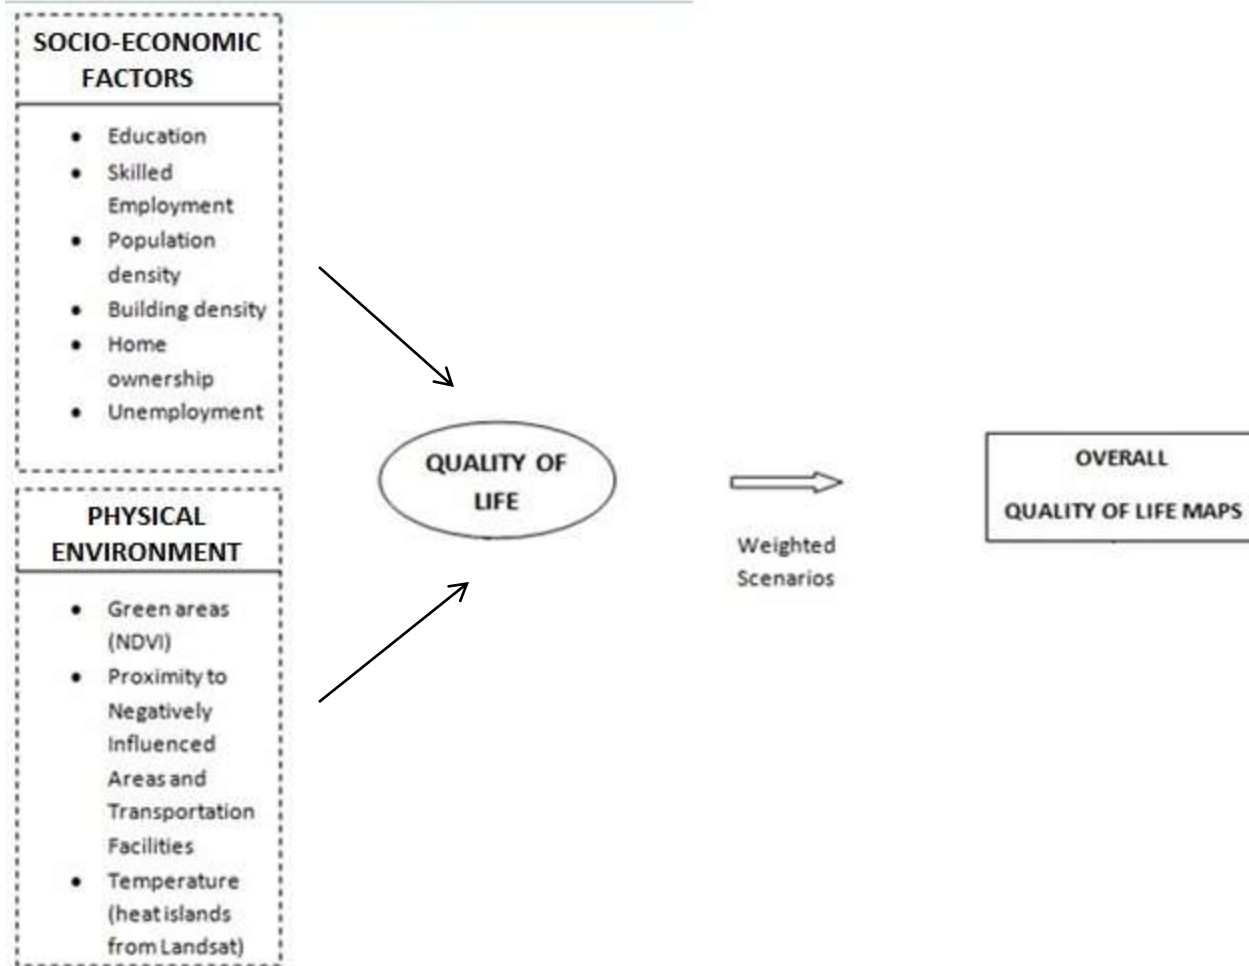 SOCIO-ECONOMIC
FACTORS
• Education
• Skilled
Employment
• Population
density
• Building density
• Home
ownership
• Unemployment
PHYSICAL
ENVIRONMENT
• Green areas
(NDVI)
• Proximity to
Negatively
Influenced
Areas and
Transportation
Facilities
• Temperature
(heat islands
from Landsat)
QUALITY OF
LIFE
Weighted
Scenarios
OVERALL
QUALITY OF LIFE MAPS